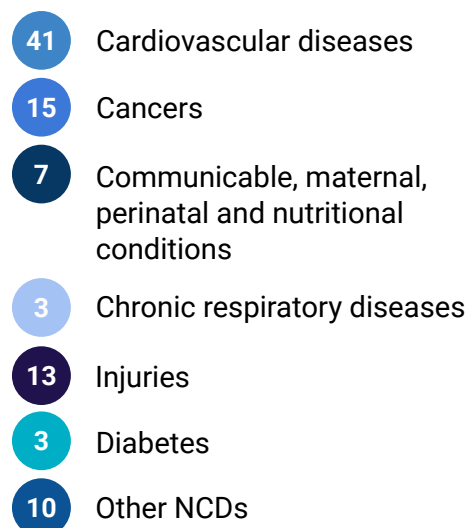 41 Cardiovascular diseases
15 Cancers
7 Communicable, maternal,
perinatal and nutritional
conditions
3 Chronic respiratory diseases
13 Injuries
3 Diabetes
10 Other NCDs